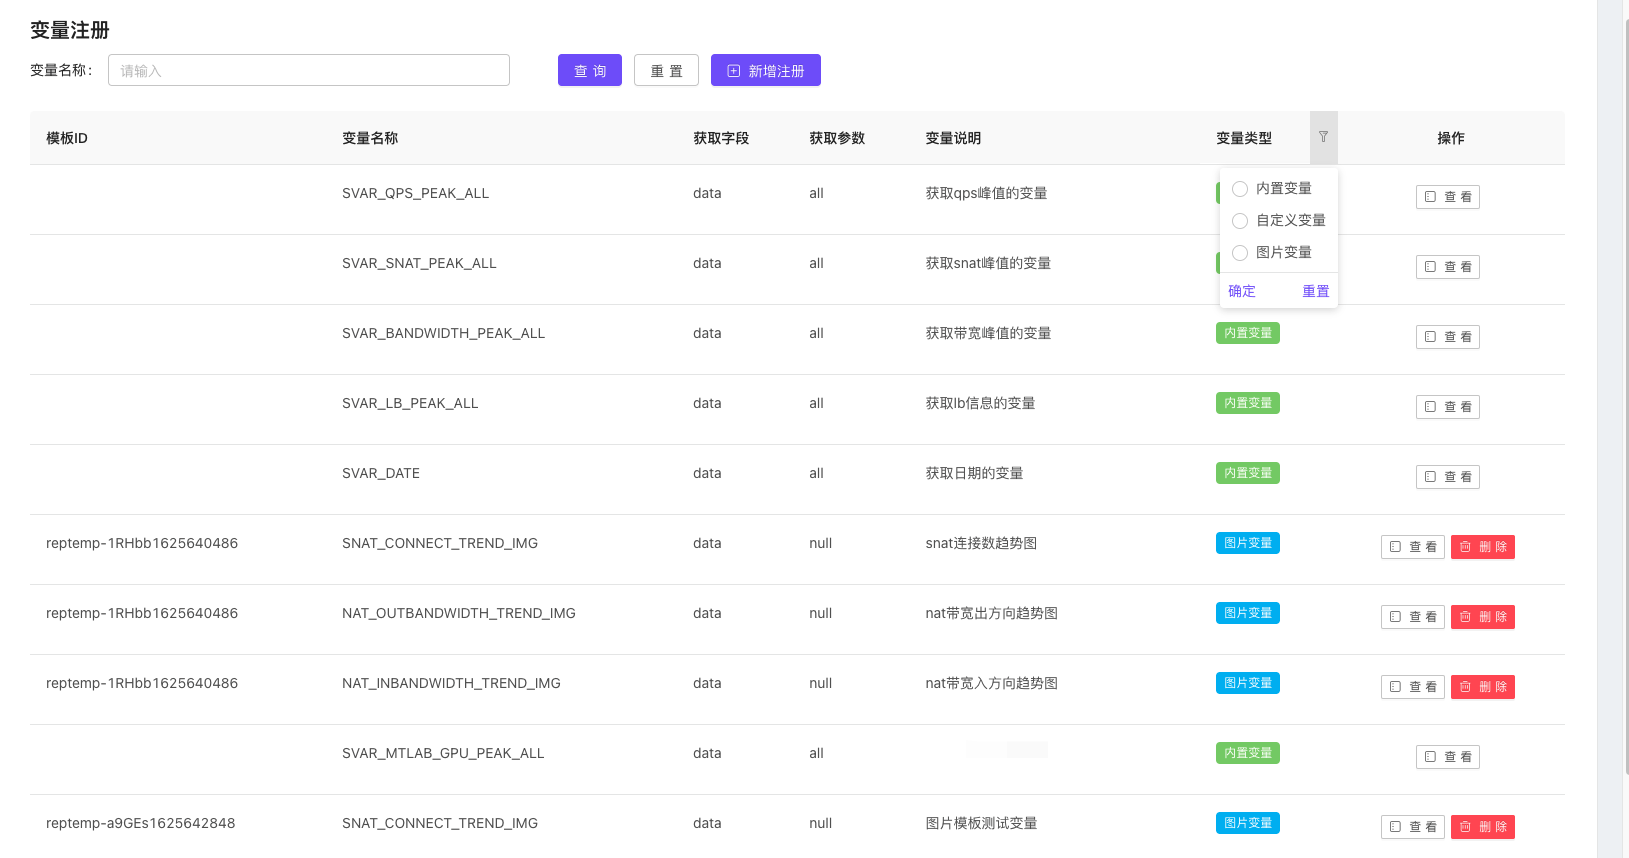 变量注册
变量名称： 请输入 查 询 重 置 新增注册
模板ID 变量名称 获取字段 获取参数 变量说明 变量类型 操作
SVAR_QPS_PEAK_ALL data all 获取qps峰值的变量 查 看
内置变量
自定义变量
图片变量
确定 重置
SVAR_SNAT_PEAK_ALL data all 获取snat峰值的变量 查 看
SVAR_BANDWIDTH_PEAK_ALL data all 获取带宽峰值的变量 内置变量 查 看
SVAR_LB_PEAK_ALL data all 获取lb信息的变量 内置变量 查 看
SVAR_DATE data all 获取日期的变量 内置变量 查 看
reptemp-1RHbb1625640486 SNAT_CONNECT_TREND_IMG data null snat连接数趋势图 图片变量 查 看 删 除
reptemp-1RHbb1625640486 NAT_OUTBANDWIDTH_TREND_IMG data null nat带宽出方向趋势图 图片变量 查 看 删 除
reptemp-1RHbb1625640486 NAT_INBANDWIDTH_TREND_IMG data null nat带宽入方向趋势图 图片变量 查 看 删 除
SVAR_MTLAB_GPU_PEAK_ALL data all 内置变量 查 看
reptemp-a9GEs1625642848 SNAT_CONNECT_TREND_IMG data null 图片模板测试变量 图片变量 查 看 删 除